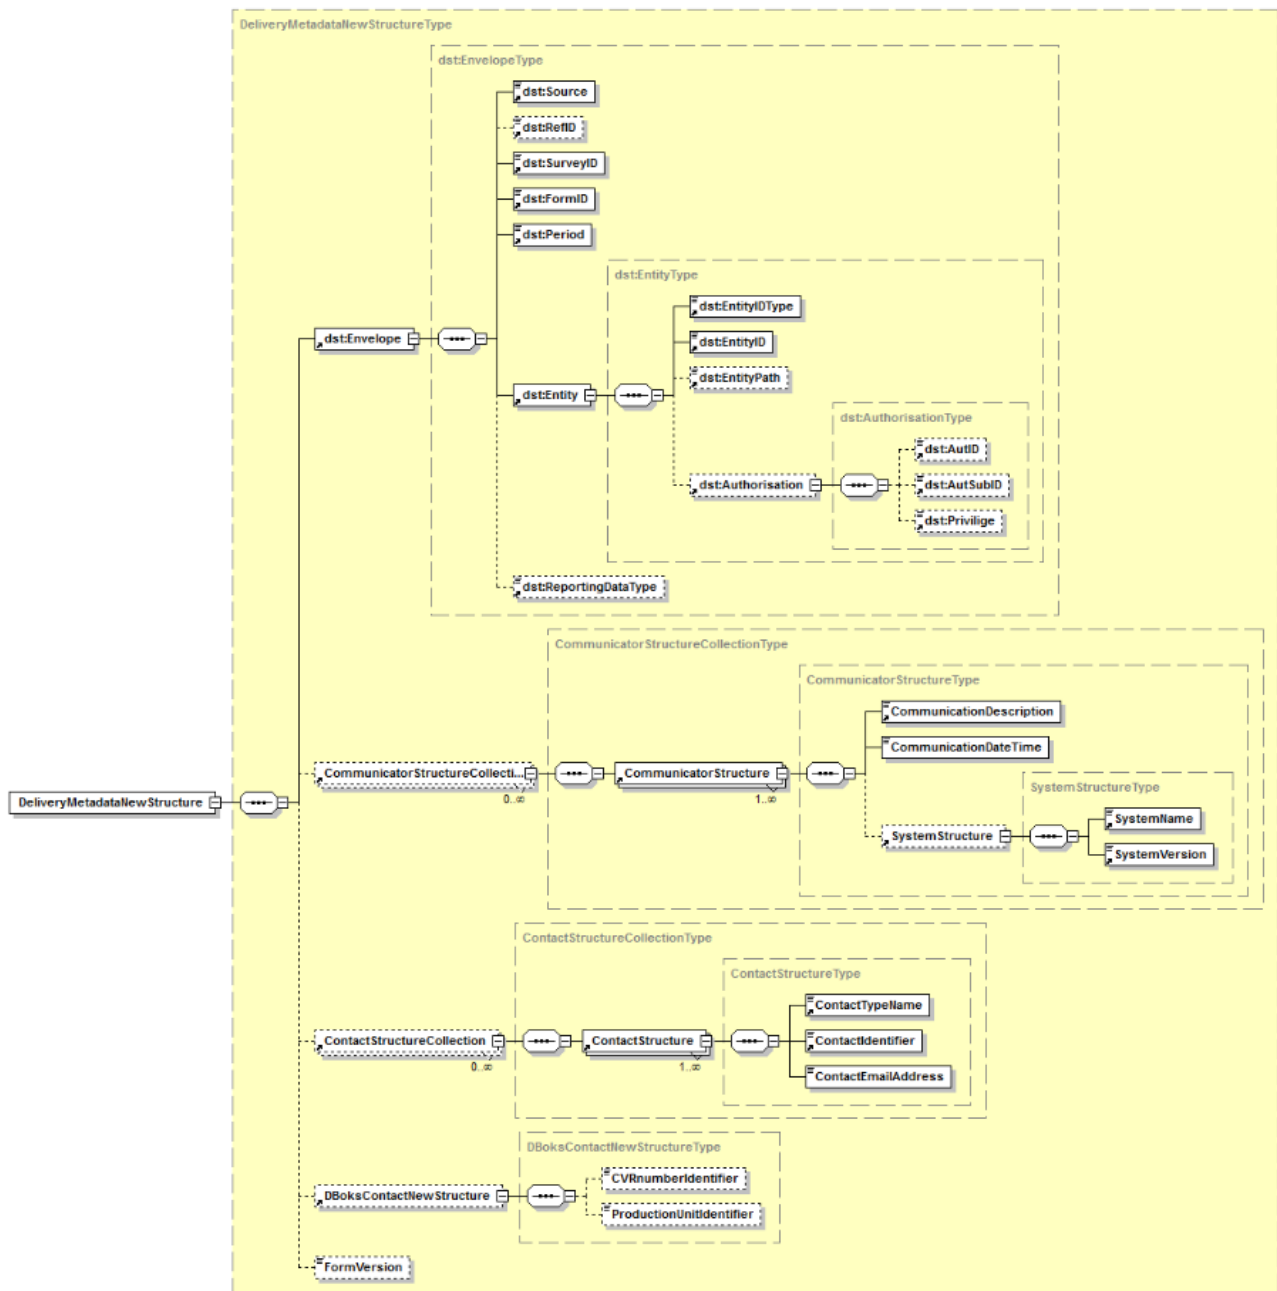 DeliveryMetadataNewStructureType
dst:EnvelopeType
dst:Source
dst:RefID
dst:SurveyID
dst:FormID
dst:Period
dst:EntityType
dst:EntityIDType
dst:Envelope
dst:EntityID
dst:EntityPath
dst:Entity
dst:AuthorisationType
dst:AutID
dst:Authorisation
dst:AutSubID
dst:Privilige
dst:ReportingDataType
CommunicatorStructureCollectionType
CommunicatorStructureType
CommunicationDescription
CommunicationDateTime
CommunicatorStructureCollecti...
CommunicatorStructure
0..∞
1..∞
SystemStructureType
DeliveryMetadataNewStructure
SystemName
SystemStructure
SystemVersion
ContactStructureCollectionType
ContactStructureType
ContactTypeName
ContactStructureCollection
ContactStructure
ContactIdentifier
0..∞
1..∞
ContactEmailAddress
DBoksContactNewStructureType
CVRnumberIdentifier
DBoksContactNewStructure
ProductionUnitIdentifier
FormVersion